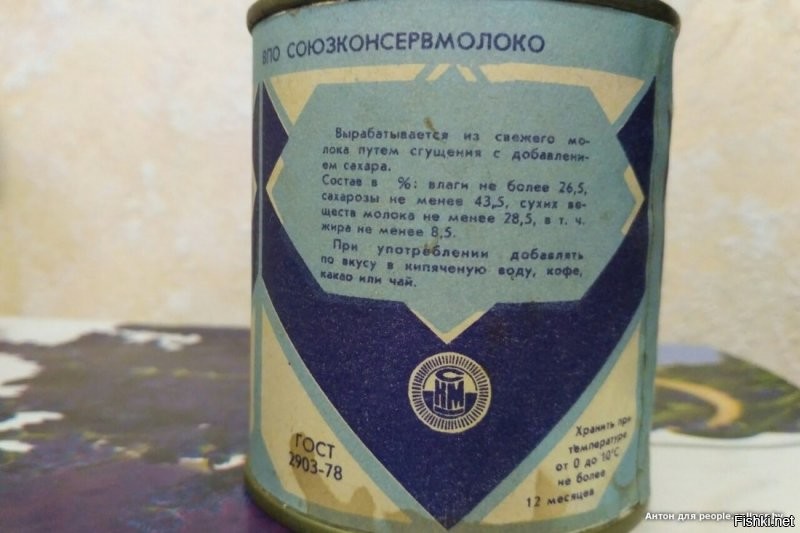 ВПО СОЮЗКОНСЕРВМОЛОКО
Вырабатывается из свежего мо-
лока путем сгущения с добавлени-
ем сахара.
Состав в %: влаги не более 26,5,
сахарозы не менее 43,5, сухих ве-
ществ молока не менее 28,5, в т. ч.
жира не менее 8,5.
При употреблении добавлять
по вкусу в кипяченую воду, кофе,
какао или чай.
СКМ
ГОСТ
2903-78
Хранить при
температуре
от 0 до 10°С
не более
12 месяцев
Антон для people.
Fishki.net